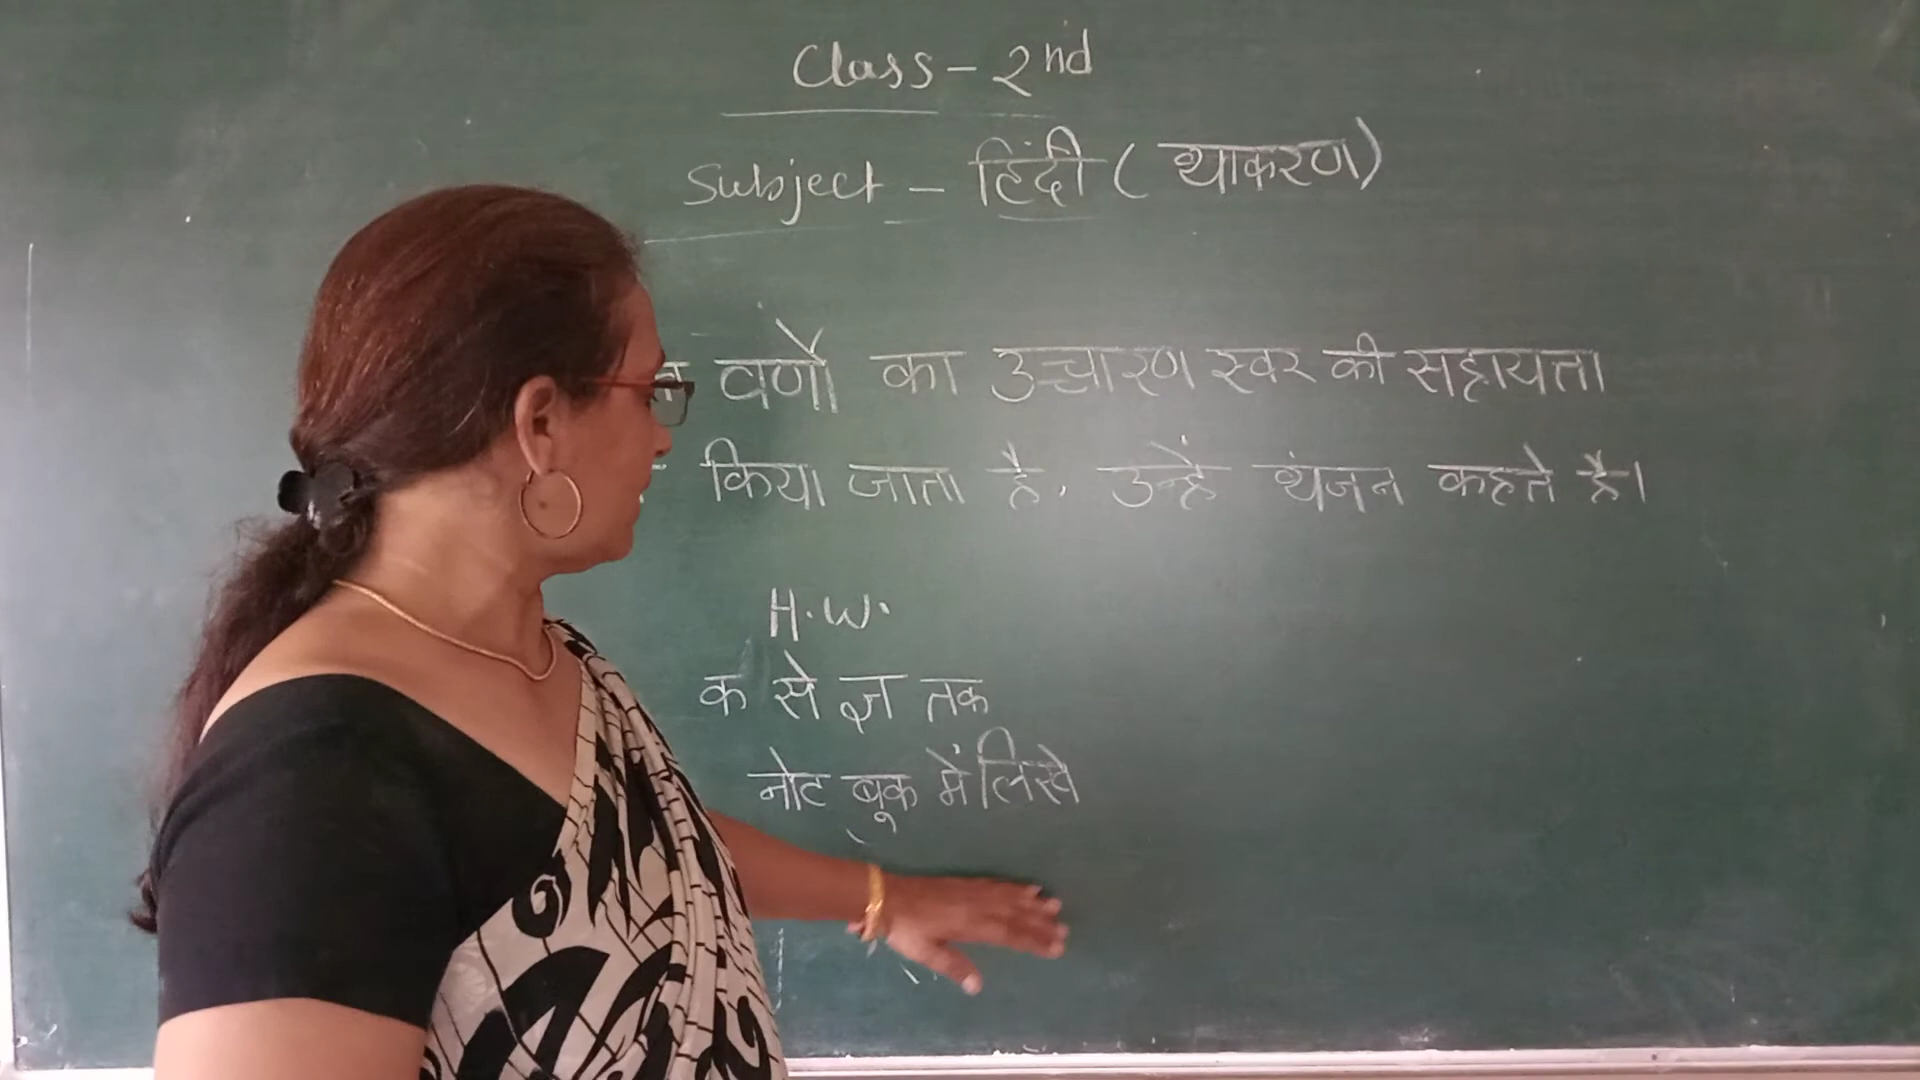 Class - 2nd
Subject - हिंदी ( व्याकरण)
वर्णों का उच्चारण स्वर की सहायता
किया जाता है, उन्हें व्यंजन कहते है।
H.W.
क से ज्ञ तक
नोट बूक में लिखे